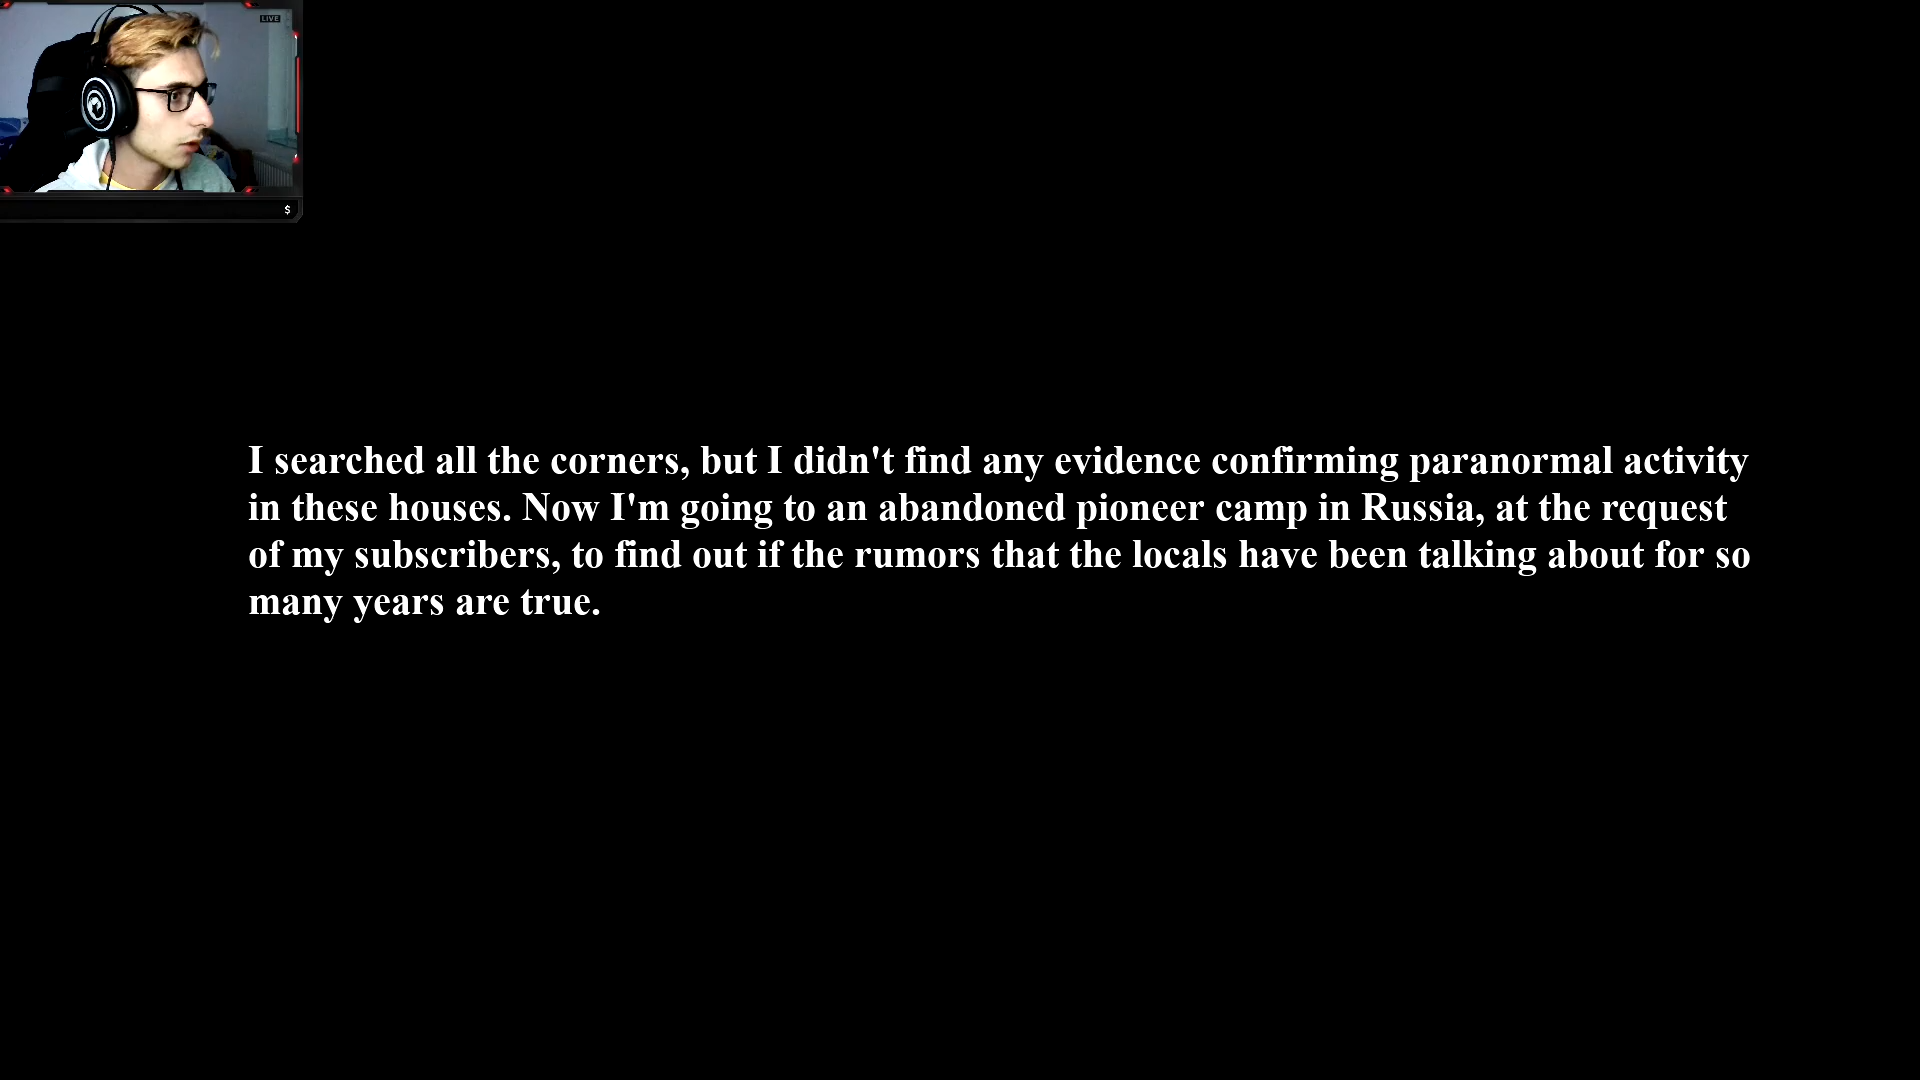 LIVE
$
I searched all the corners, but I didn't find any evidence confirming paranormal activity
in these houses. Now I'm going to an abandoned pioneer camp in Russia, at the request
of my subscribers, to find out if the rumors that the locals have been talking about for so
many years are true.